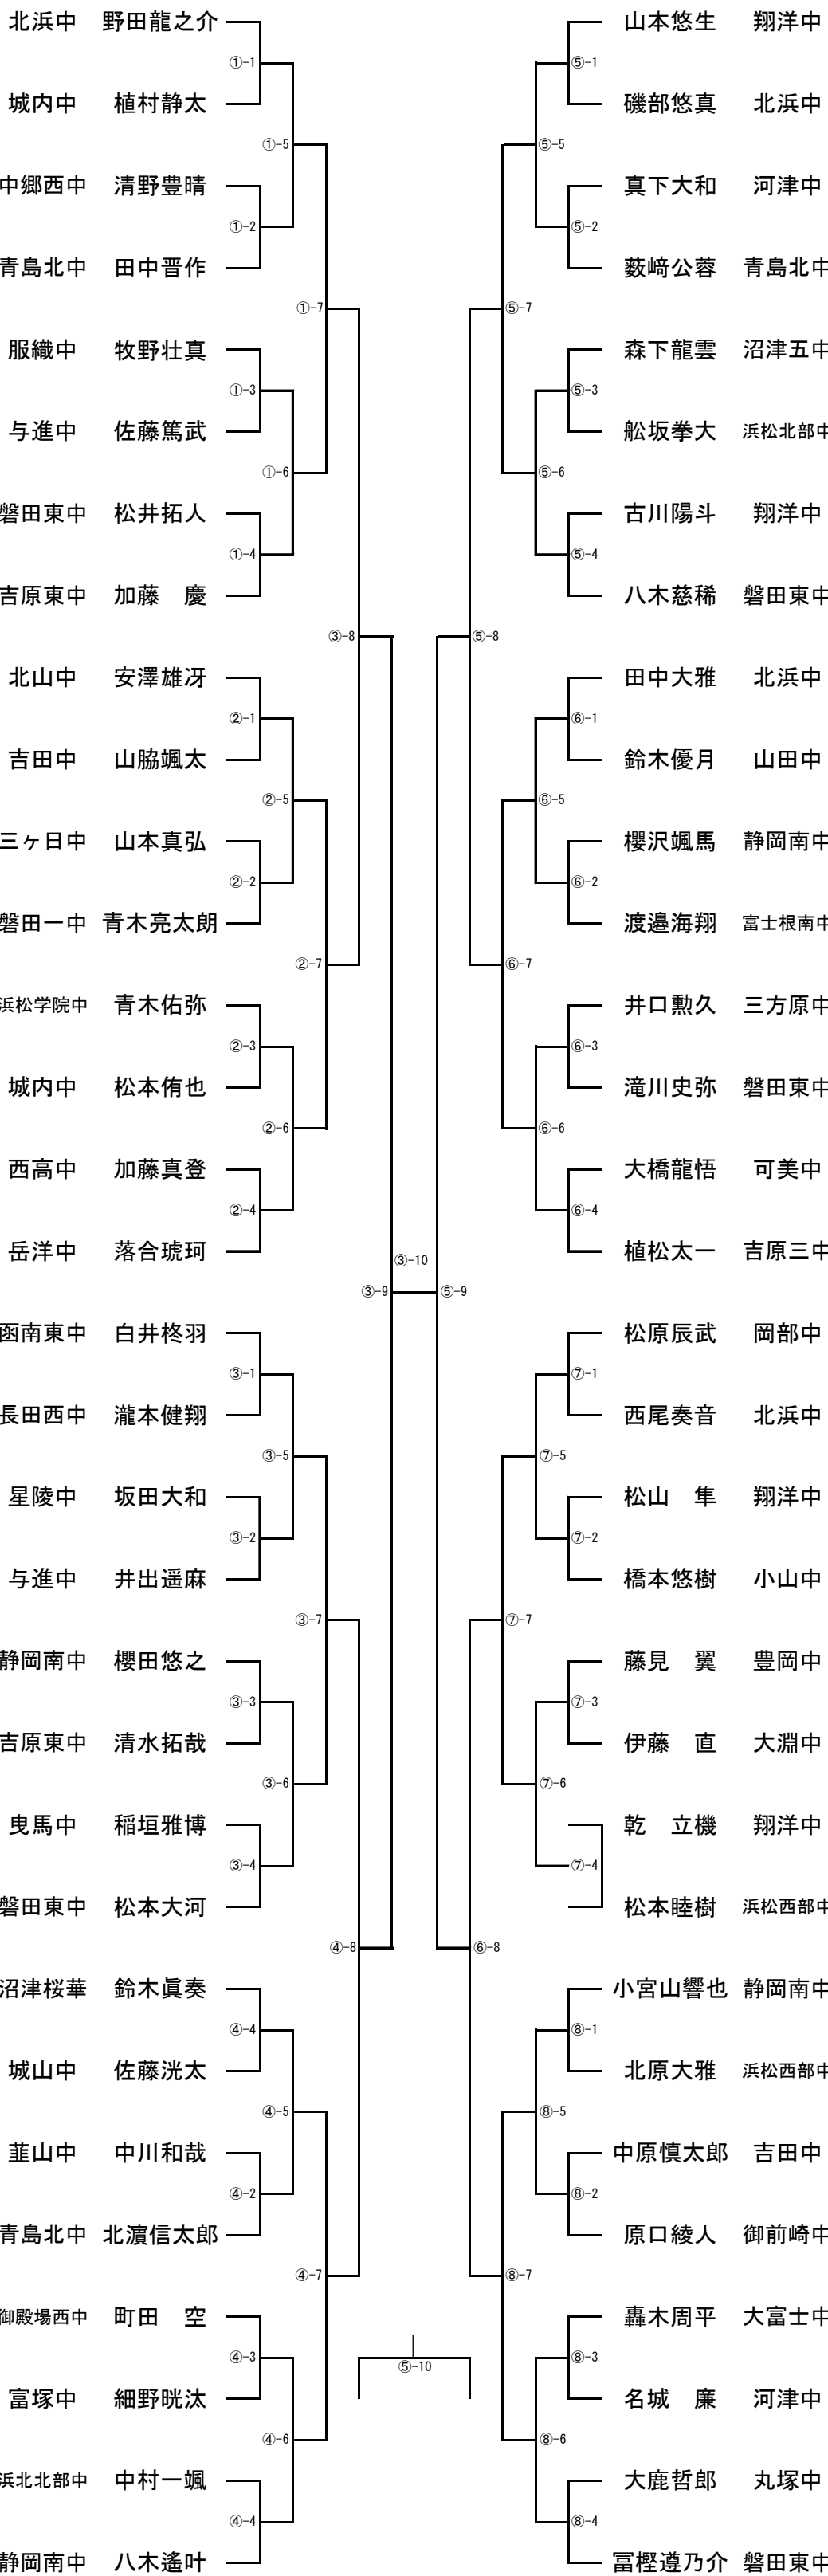 北浜中 野田龍之介
①-1
城内中 植村静太
①-5
中郷西中 清野豊晴
①-2
青島北中 田中晋作
①-7
服織中 牧野壮真
①-3
与進中 佐藤篤武
①-6
磐田東中 松井拓人
①-4
吉原東中 加藤 慶
③-8
北山中 安澤雄冴
②-1
吉田中 山脇颯太
②-5
三ヶ日中 山本真弘
②-2
磐田一中 青木亮太朗
②-7
浜松学院中 青木佑弥
②-3
城内中 松本侑也
②-6
西高中 加藤真登
②-4
岳洋中 落合琥珂
③-10
③-9
函南東中 白井柊羽
③-1
長田西中 瀧本健翔
③-5
星陵中 坂田大和
③-2
与進中 井出遥麻
③-7
静岡南中 櫻田悠之
③-3
吉原東中 清水拓哉
③-6
曳馬中 稲垣雅博
③-4
磐田東中 松本大河
④-8
沼津桜華 鈴木眞奏
④-4
城山中 佐藤洸太
④-5
韮山中 中川和哉
④-2
青島北中 北濵信太郎
④-7
御殿場西中 町田 空
④-3
富塚中 細野晄汰
④-6
浜北北部中 中村一颯
④-4
静岡南中 八木遙叶
山本悠生 翔洋中
⑤-1
磯部悠真 北浜中
⑤-5
真下大和 河津中
⑤-2
薮﨑公蓉 青島北中
⑤-7
森下龍雲 沼津五中
⑤-3
舩坂拳大 浜松北部中
⑤-6
古川陽斗 翔洋中
⑤-4
八木慈稀 磐田東中
⑤-8
田中大雅 北浜中
⑥-1
鈴木優月 山田中
⑥-5
櫻沢颯馬 静岡南中
⑥-2
渡邉海翔 富士根南中
⑥-7
井口勲久 三方原中
⑥-3
滝川史弥 磐田東中
⑥-6
大橋龍悟 可美中
⑥-4
植松太一 吉原三中
⑤-9
松原辰武 岡部中
⑦-1
西尾奏音 北浜中
⑦-5
松山 隼 翔洋中
⑦-2
橋本悠樹 小山中
⑦-7
藤見 翼 豊岡中
⑦-3
伊藤 直 大淵中
⑦-6
乾 立機 翔洋中
⑦-4
松本睦樹 浜松西部中
⑥-8
小宮山響也 静岡南中
⑧-1
北原大雅 浜松西部中
⑧-5
中原慎太郎 吉田中
⑧-2
原口綾人 御前崎中
⑧-7
轟木周平 大富士中
⑧-3
⑤-10
名城 廉 河津中
⑧-6
大鹿哲郎 丸塚中
⑧-4
冨樫遵乃介 磐田東中